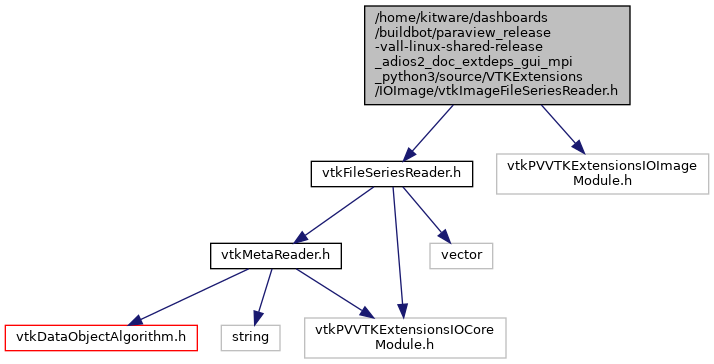 /home/kitware/dashboards
/buildbot/paraview_release
-vall-linux-shared-release
_adios2_doc_extdeps_gui_mpi
_python3/source/VTKExtensions
/IOImage/vtkImageFileSeriesReader.h
vtkFileSeriesReader.h
vtkPVVTKExtensionsIOImage
Module.h
vtkMetaReader.h
vector
vtkDataObjectAlgorithm.h
string
vtkPVVTKExtensionsIOCore
Module.h